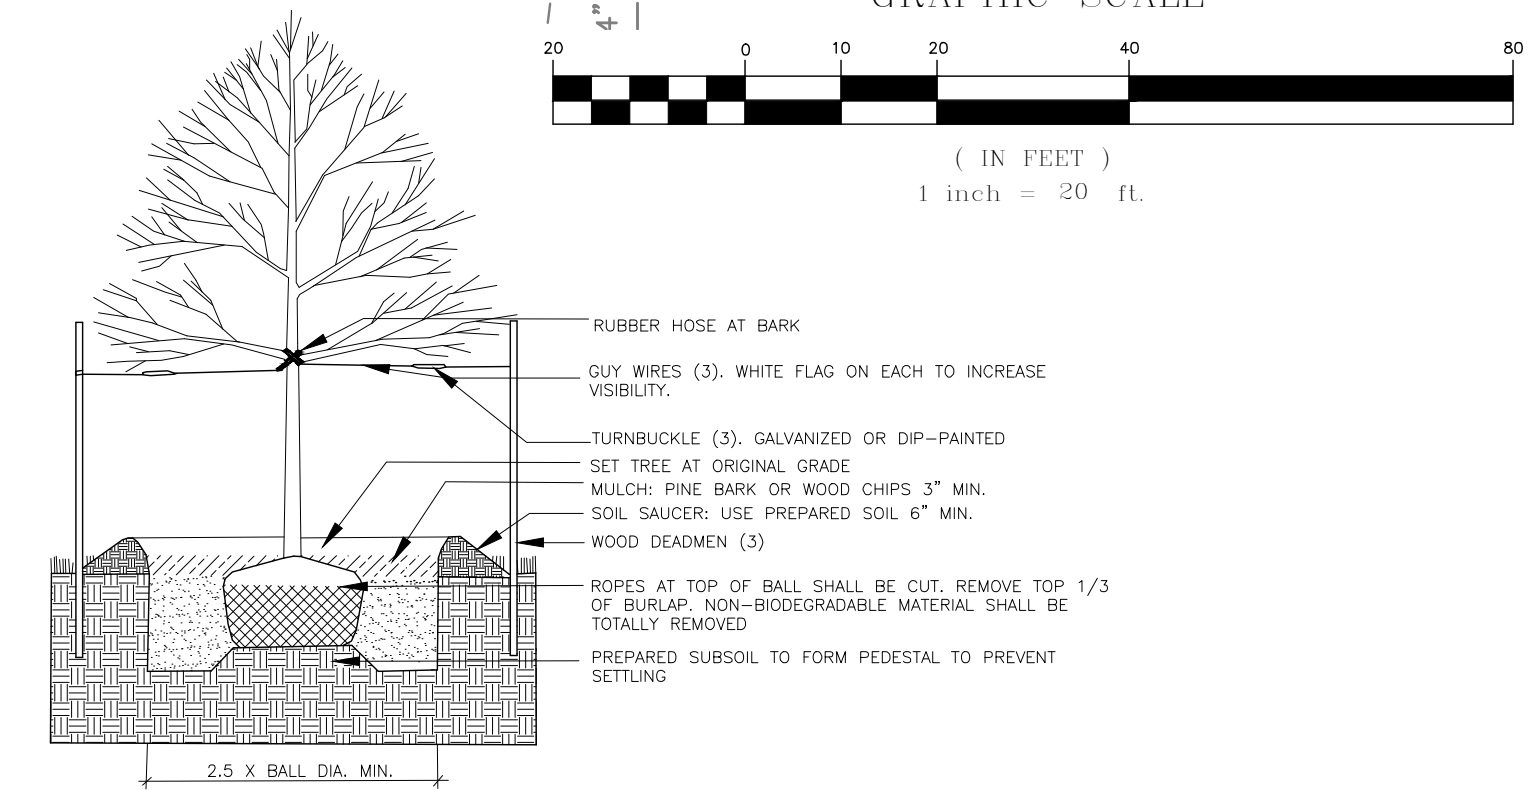 GRAPHIC SCALE
4"
20 0 10 20 40 80
( IN FEET )
1 inch = 20 ft.
RUBBER HOSE AT BARK
GUY WIRES (3). WHITE FLAG ON EACH TO INCREASE
VISIBILITY.
TURNBUCKLE (3). GALVANIZED OR DIP-PAINTED
SET TREE AT ORIGINAL GRADE
MULCH: PINE BARK OR WOOD CHIPS 3" MIN.
SOIL SAUCER: USE PREPARED SOIL 6" MIN.
WOOD DEADMEN (3)
ROPES AT TOP OF BALL SHALL BE CUT. REMOVE TOP 1/3
OF BURLAP. NON-BIODEGRADABLE MATERIAL SHALL BE
TOTALLY REMOVED
PREPARED SUBSOIL TO FORM PEDESTAL TO PREVENT
SETTLING
2.5 X BALL DIA. MIN.